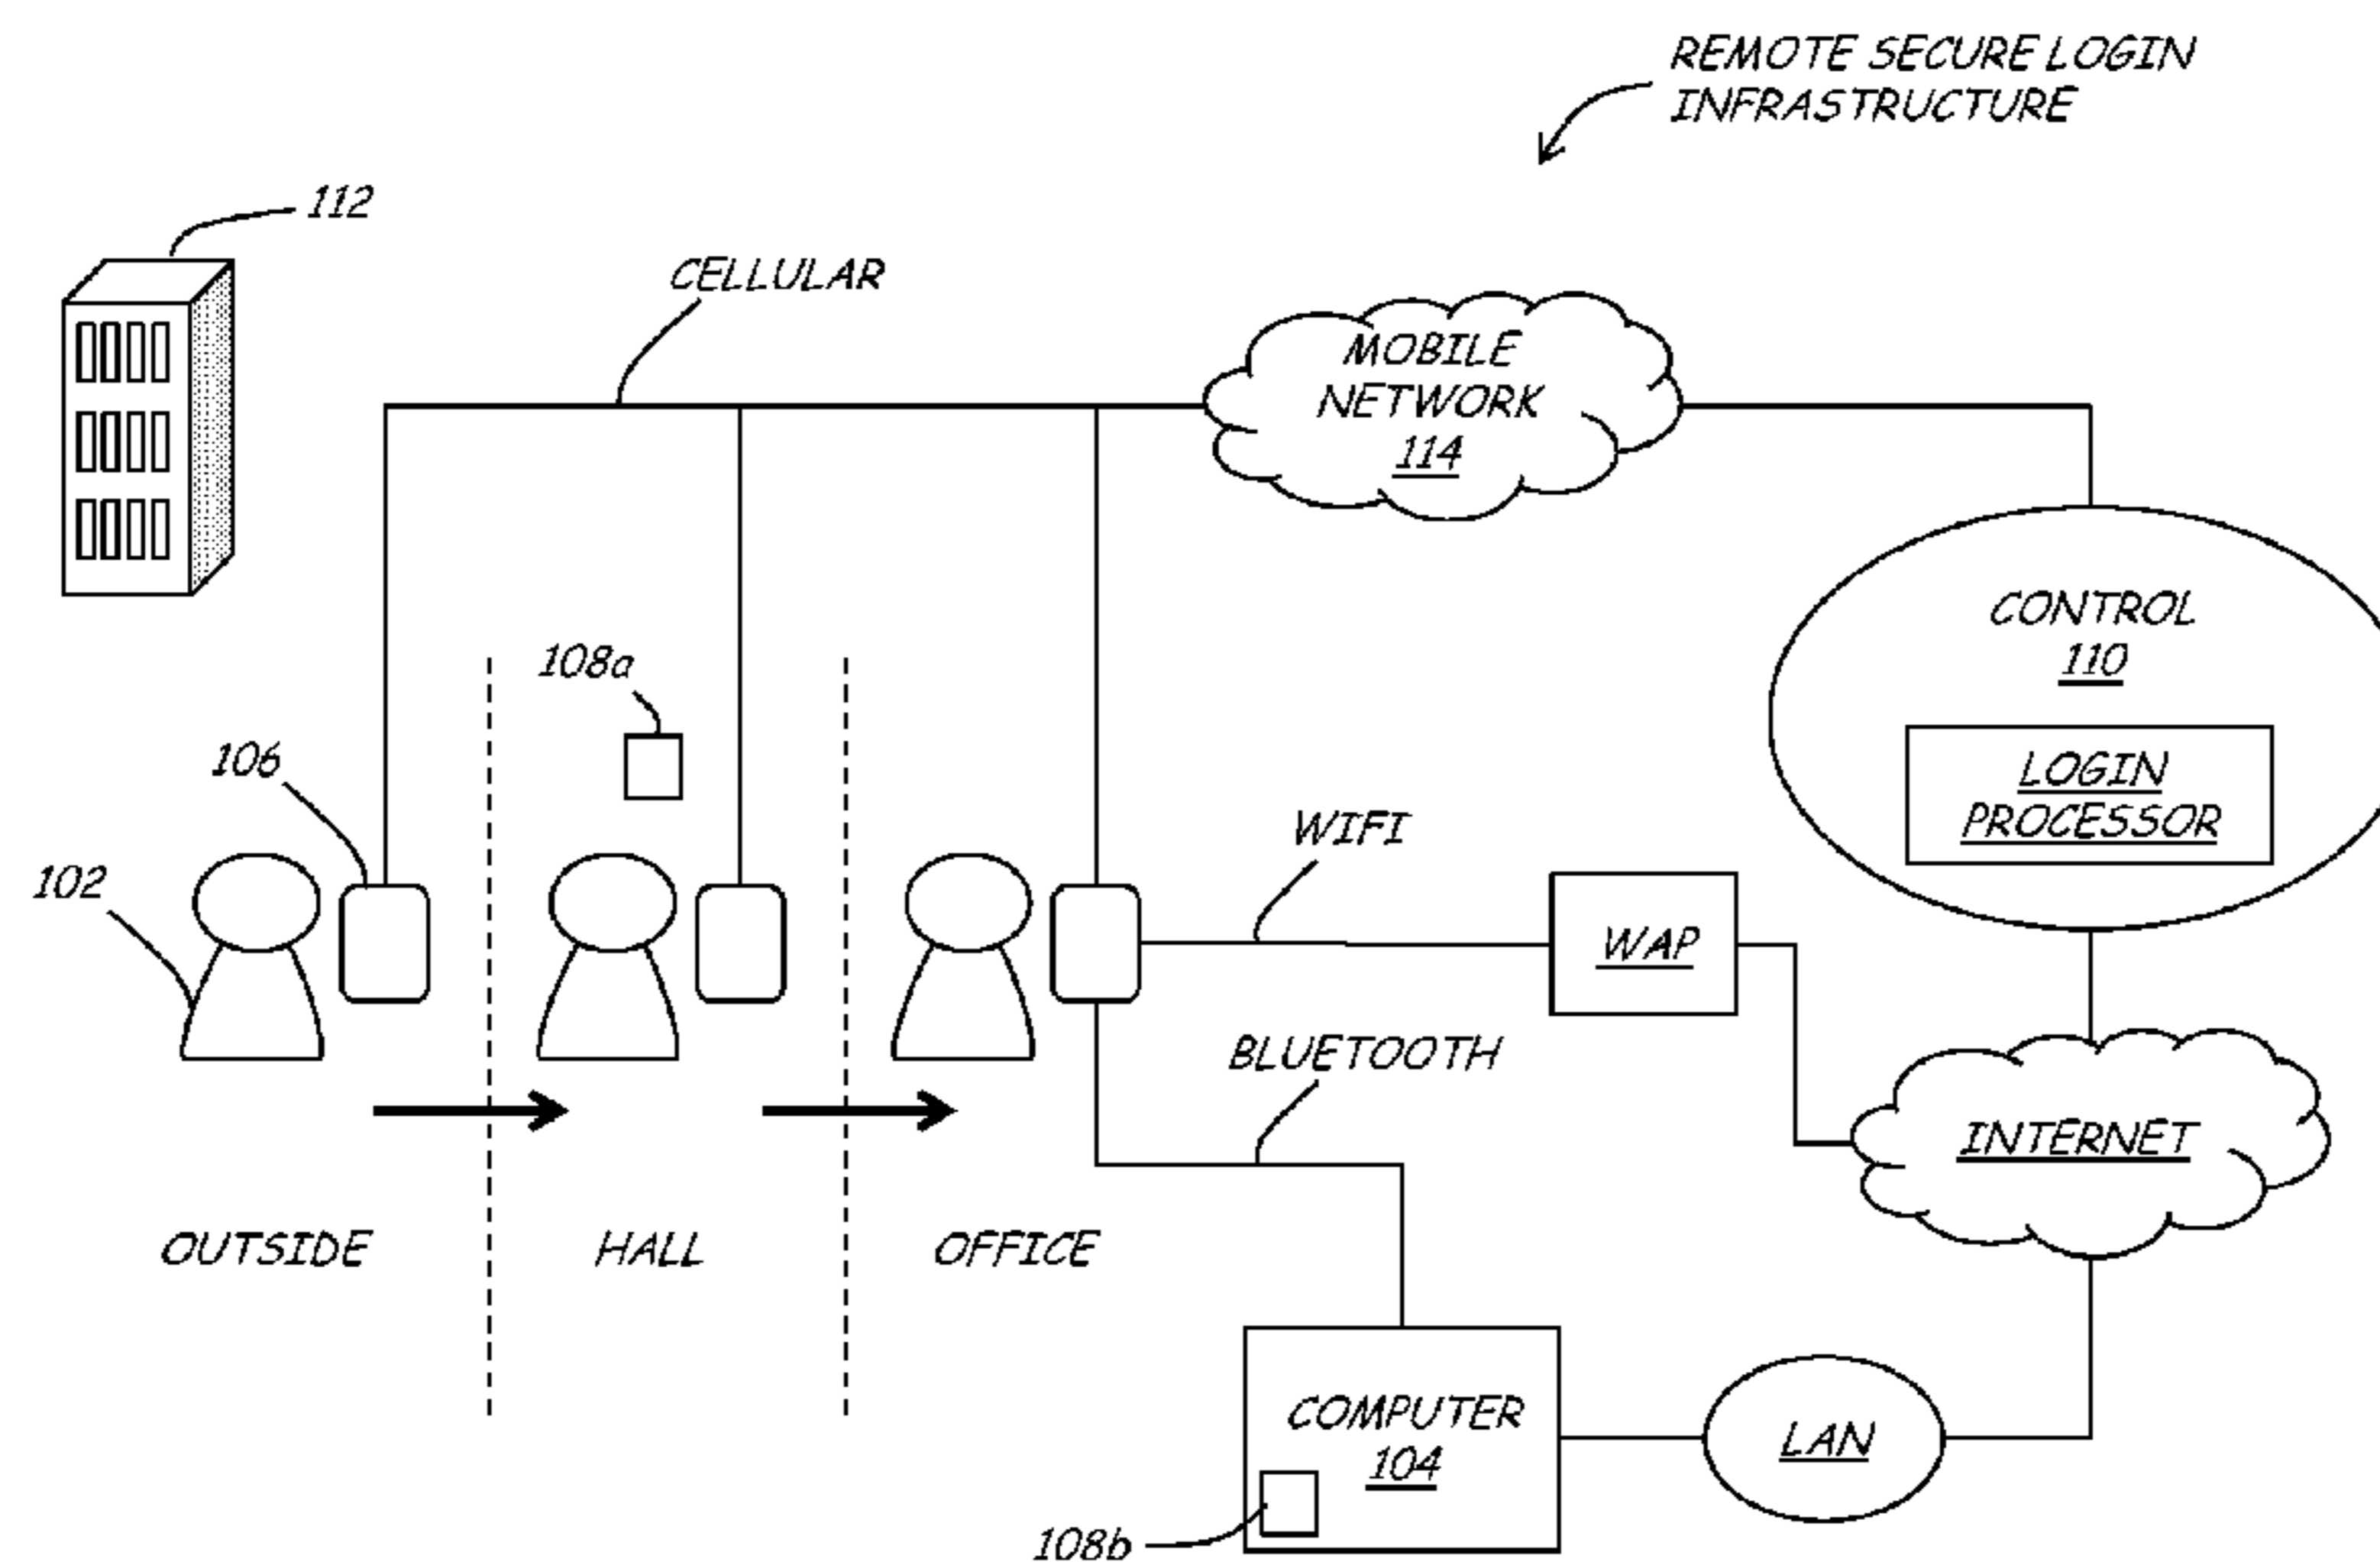 REMOTE SECURE LOGIN
INFRASTRUCTURE
112
CELLULAR
MOBILE
NETWORK
114
CONTROL
110
LOGIN
PROCESSOR
108a
106
102
WIFI
WAP
BLUETOOTH
INTERNET
OUTSIDE
HALL
OFFICE
COMPUTER
104
LAN
108b